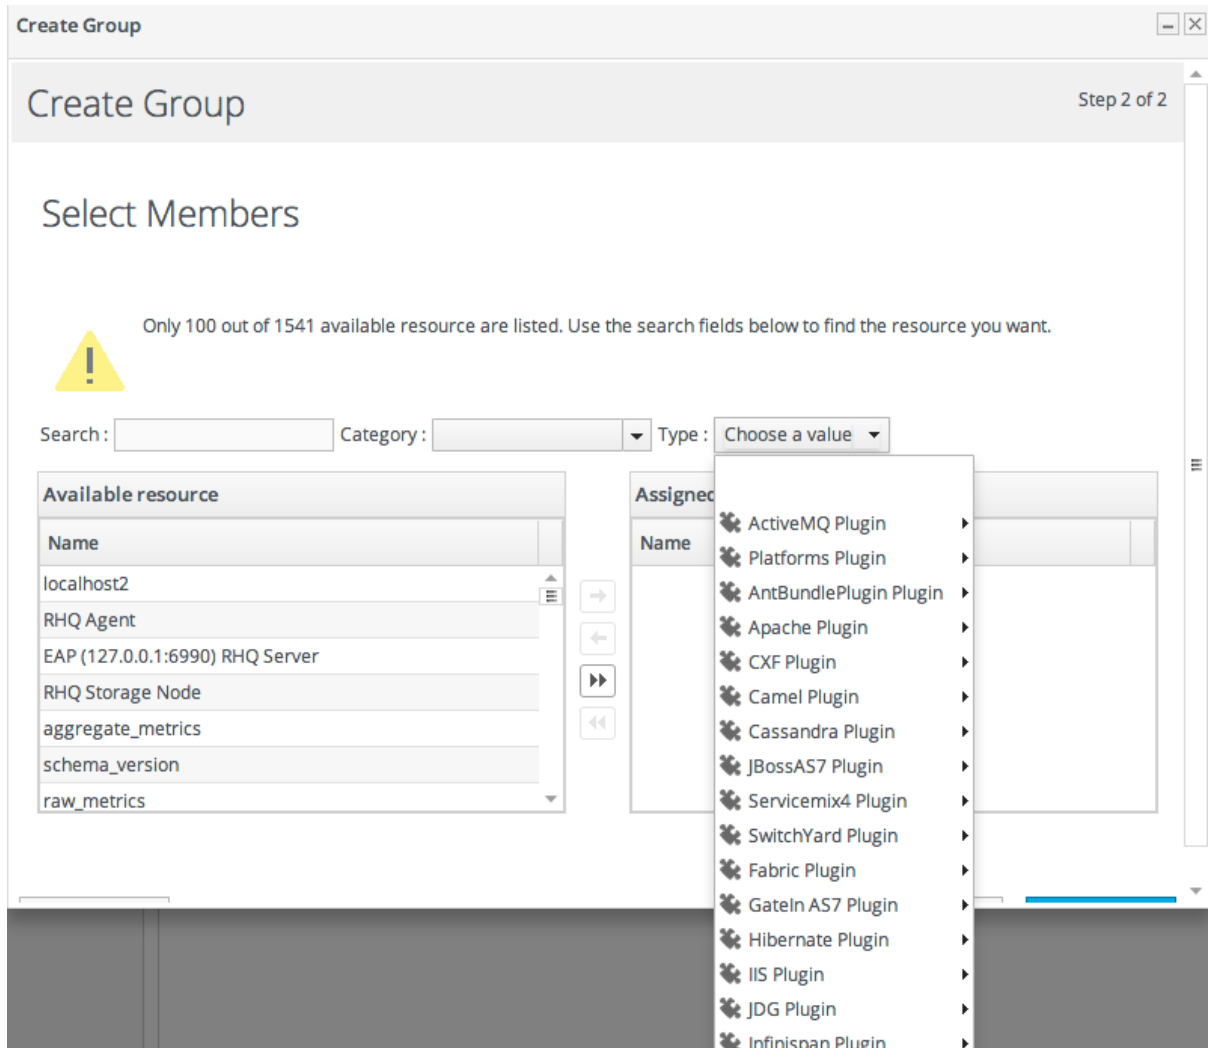 Create Group
Create Group
Step 2 of 2
Select Members
Only 100 out of 1541 available resource are listed. Use the search fields below to find the resource you want.
Search :
Category :
Type :
Choose a value
Available resource
Name
localhost2
RHQ Agent
EAP (127.0.0.1:6990) RHQ Server
RHQ Storage Node
aggregate_metrics
schema_version
raw_metrics
Assigned
Name
ActiveMQ Plugin
Platforms Plugin
AntBundlePlugin Plugin
Apache Plugin
CXF Plugin
Camel Plugin
Cassandra Plugin
JBossAS7 Plugin
Servicemix4 Plugin
SwitchYard Plugin
Fabric Plugin
GateIn AS7 Plugin
Hibernate Plugin
IIS Plugin
JDG Plugin
Infinispan Plugin